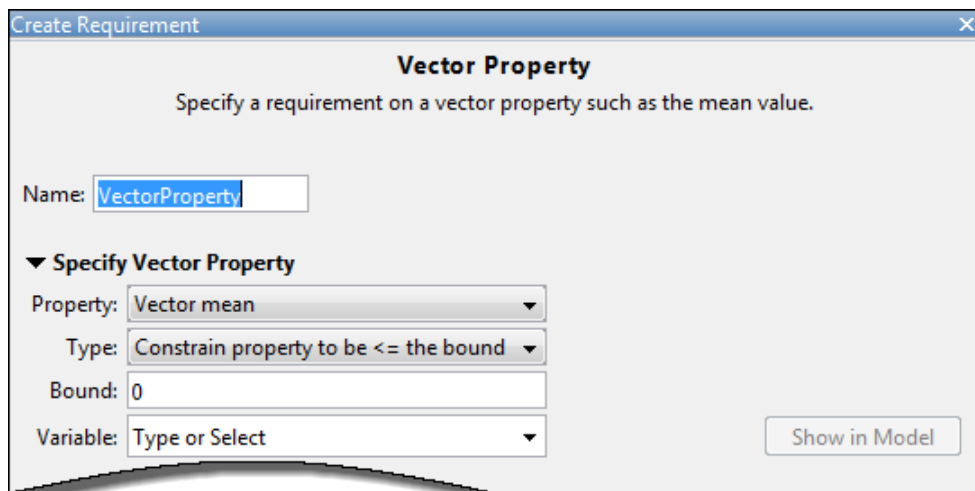 Create Requirement
Vector Property
Specify a requirement on a vector property such as the mean value.
Name: VectorProperty
Specify Vector Property
Property: Vector mean
Type: Constrain property to be <= the bound
Bound: 0
Variable: Type or Select Show in Model